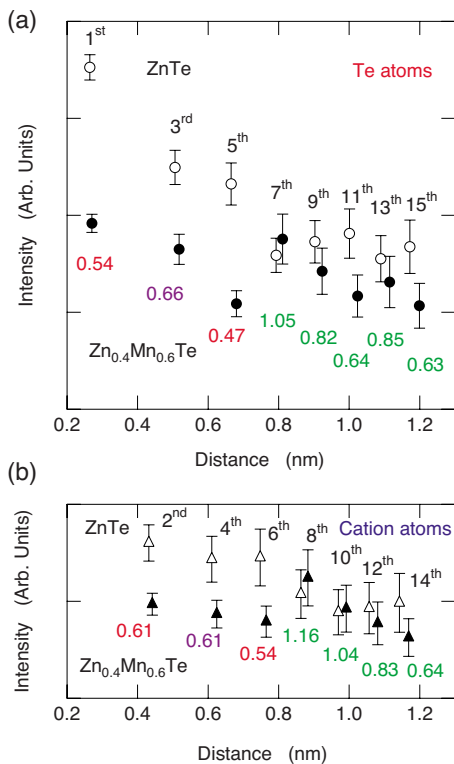 (a)
1st
ZnTe
Te atoms
3rd
5th
7th
9th
11th
13th
15th
0.54
0.66
0.47
1.05
0.82
0.64
0.85
0.63
Zn0.4Mn0.6Te
Intensity (Arb. Units)
0.2 0.4 0.6 0.8 1.0 1.2
Distance (nm)
(b)
ZnTe
2nd
4th
6th
8th
Cation atoms
10th
12th
14th
0.61
0.61
0.54
1.16
1.04
0.83
0.64
Zn0.4Mn0.6Te
Intensity (Arb. Units)
0.2 0.4 0.6 0.8 1.0 1.2
Distance (nm)